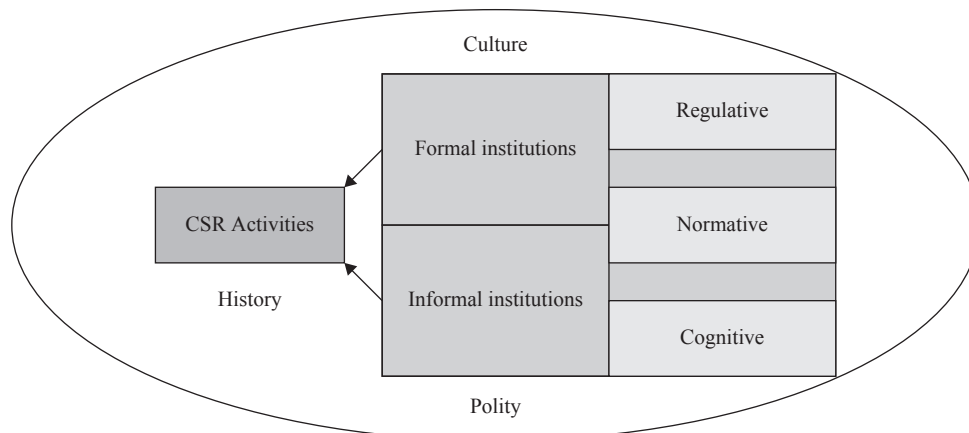 Culture
Regulative
Formal institutions
CSR Activities
Normative
History
Informal institutions
Cognitive
Polity